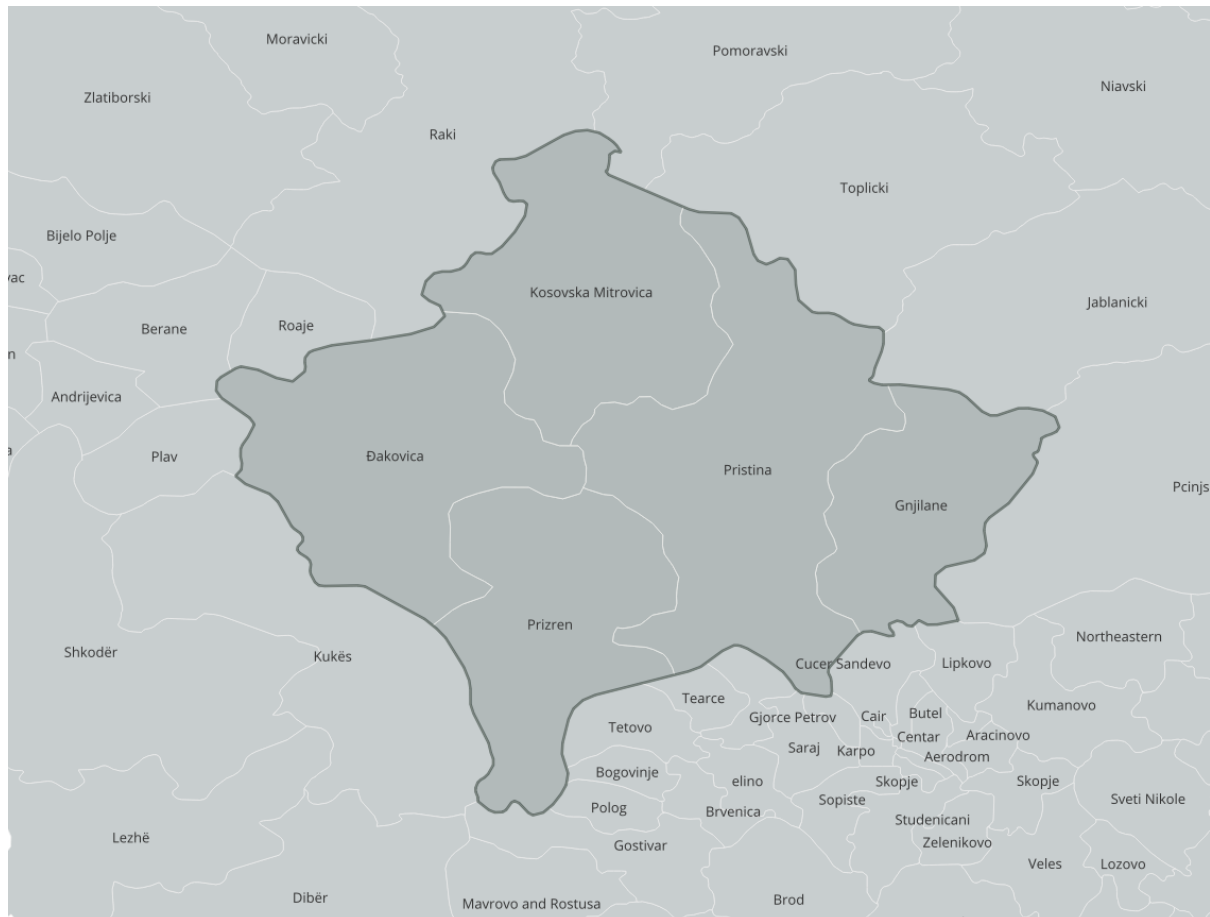 Moravicki
Pomoravski
Zlatiborski
Niavski
Raki
Toplicki
Bijelo Polje
vac
Kosovska Mitrovica
Jablanicki
Berane
Roaje
n
Andrijevica
Plav
Đakovica
Pristina
a
Pcinjs
Gnjilane
Prizren
Northeastern
Shkodër
Kukës
Cucer Sandevo
Lipkovo
Tearce
Kumanovo
Gjorce Petrov
Cair
Butel
Tetovo
Centar
Aracinovo
Saraj
Karpo
Aerodrom
Bogovinje
elino
Skopje
Skopje
Sopiste
Sveti Nikole
Polog
Brvenica
Studenicani
Lezhë
Gostivar
Zelenikovo
Veles
Lozovo
Dibër
Mavrovo and Rostusa
Brod